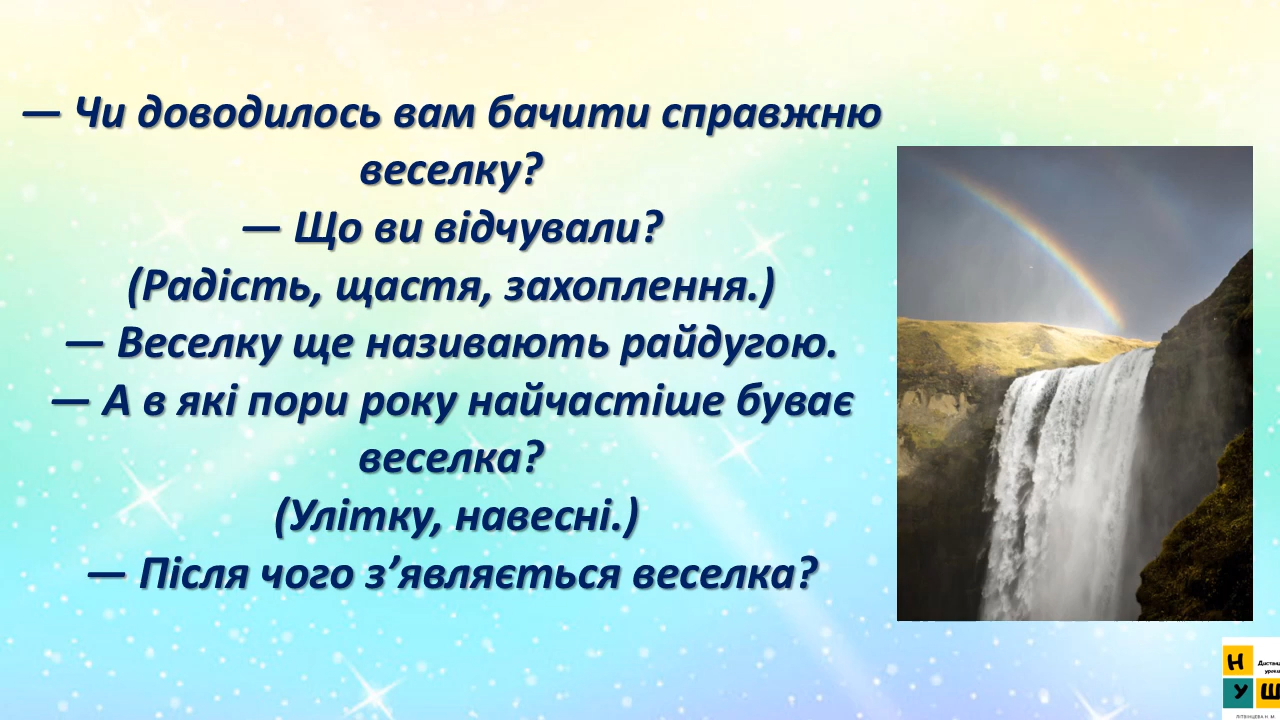 — Чи доводилось вам бачити справжню
веселку?
— Що ви відчували?
(Радість, щастя, захоплення.)
— Веселку ще називають райдугою.
— А в які пори року найчастіше буває
веселка?
(Улітку, навесні.)
— Після чого з’являється веселка?
Н
У Ш
ЛІТВІНЦЕВА Н. М.